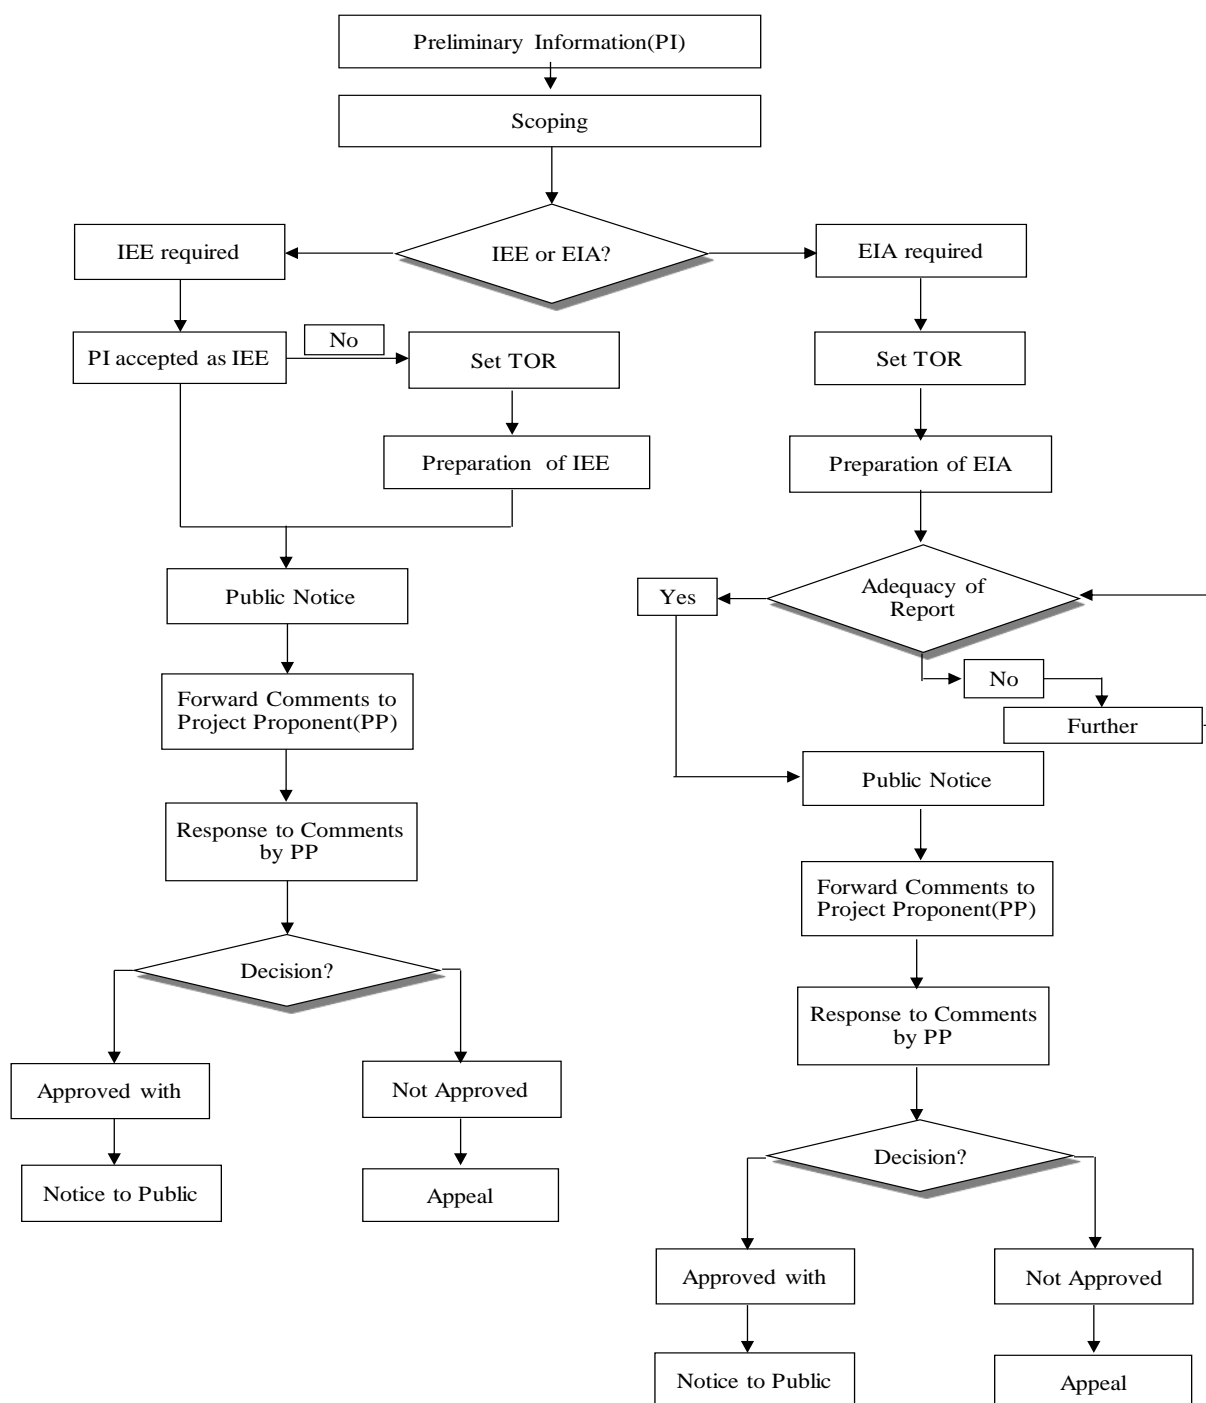 Preliminary Information(PI)
Scoping
IEE or EIA?
IEE required
EIA required
PI accepted as IEE
No
Set TOR
Set TOR
Preparation of IEE
Preparation of EIA
Public Notice
Yes
Adequacy of
Report
No
Further
Forward Comments to
Project Proponent(PP)
Public Notice
Response to Comments
by PP
Forward Comments to
Project Proponent(PP)
Decision?
Response to Comments
by PP
Approved with
Not Approved
Notice to Public
Appeal
Decision?
Approved with
Not Approved
Notice to Public
Appeal